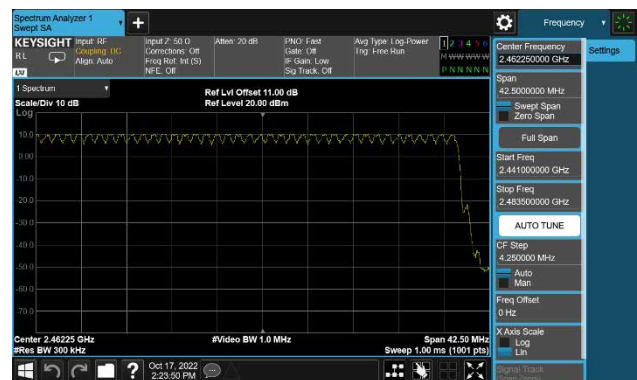 Spectrum Analyzer 1
Swept SA
Frequency
KEYSIGHT
Input: RF
Input Z: 50 Ω
Atten: 20 dB
PNO: Fast
Avg Type: Log-Power
1 2 3 4 5 6
RL
Coupling: DC
Corrections: Off
Gate: Off
Trig: Free Run
M W W W W W
Align: Auto
Freq Ref: Int (S)
IF Gain: Low
P N N N N N
LW
NFE: Off
Sig Track: Off
Center Frequency
2.462250000 GHz
Settings
1 Spectrum
Ref Lvl Offset 11.00 dB
Scale/Div 10 dB
Ref Level 20.00 dBm
Log
10.0
0.00
-10.0
-20.0
-30.0
-40.0
-50.0
-60.0
-70.0
Center 2.46225 GHz
#Video BW 1.0 MHz
Span 42.50 MHz
#Res BW 300 kHz
Sweep 1.00 ms (1001 pts)
Span
42.5000000 MHz
Swept Span
Zero Span
Full Span
Start Freq
2.441000000 GHz
Stop Freq
2.483500000 GHz
AUTO TUNE
CF Step
4.250000 MHz
Auto
Man
Freq Offset
0 Hz
X Axis Scale
Log
Lin
Signal Track
?
Oct 17, 2022
2:23:50 PM